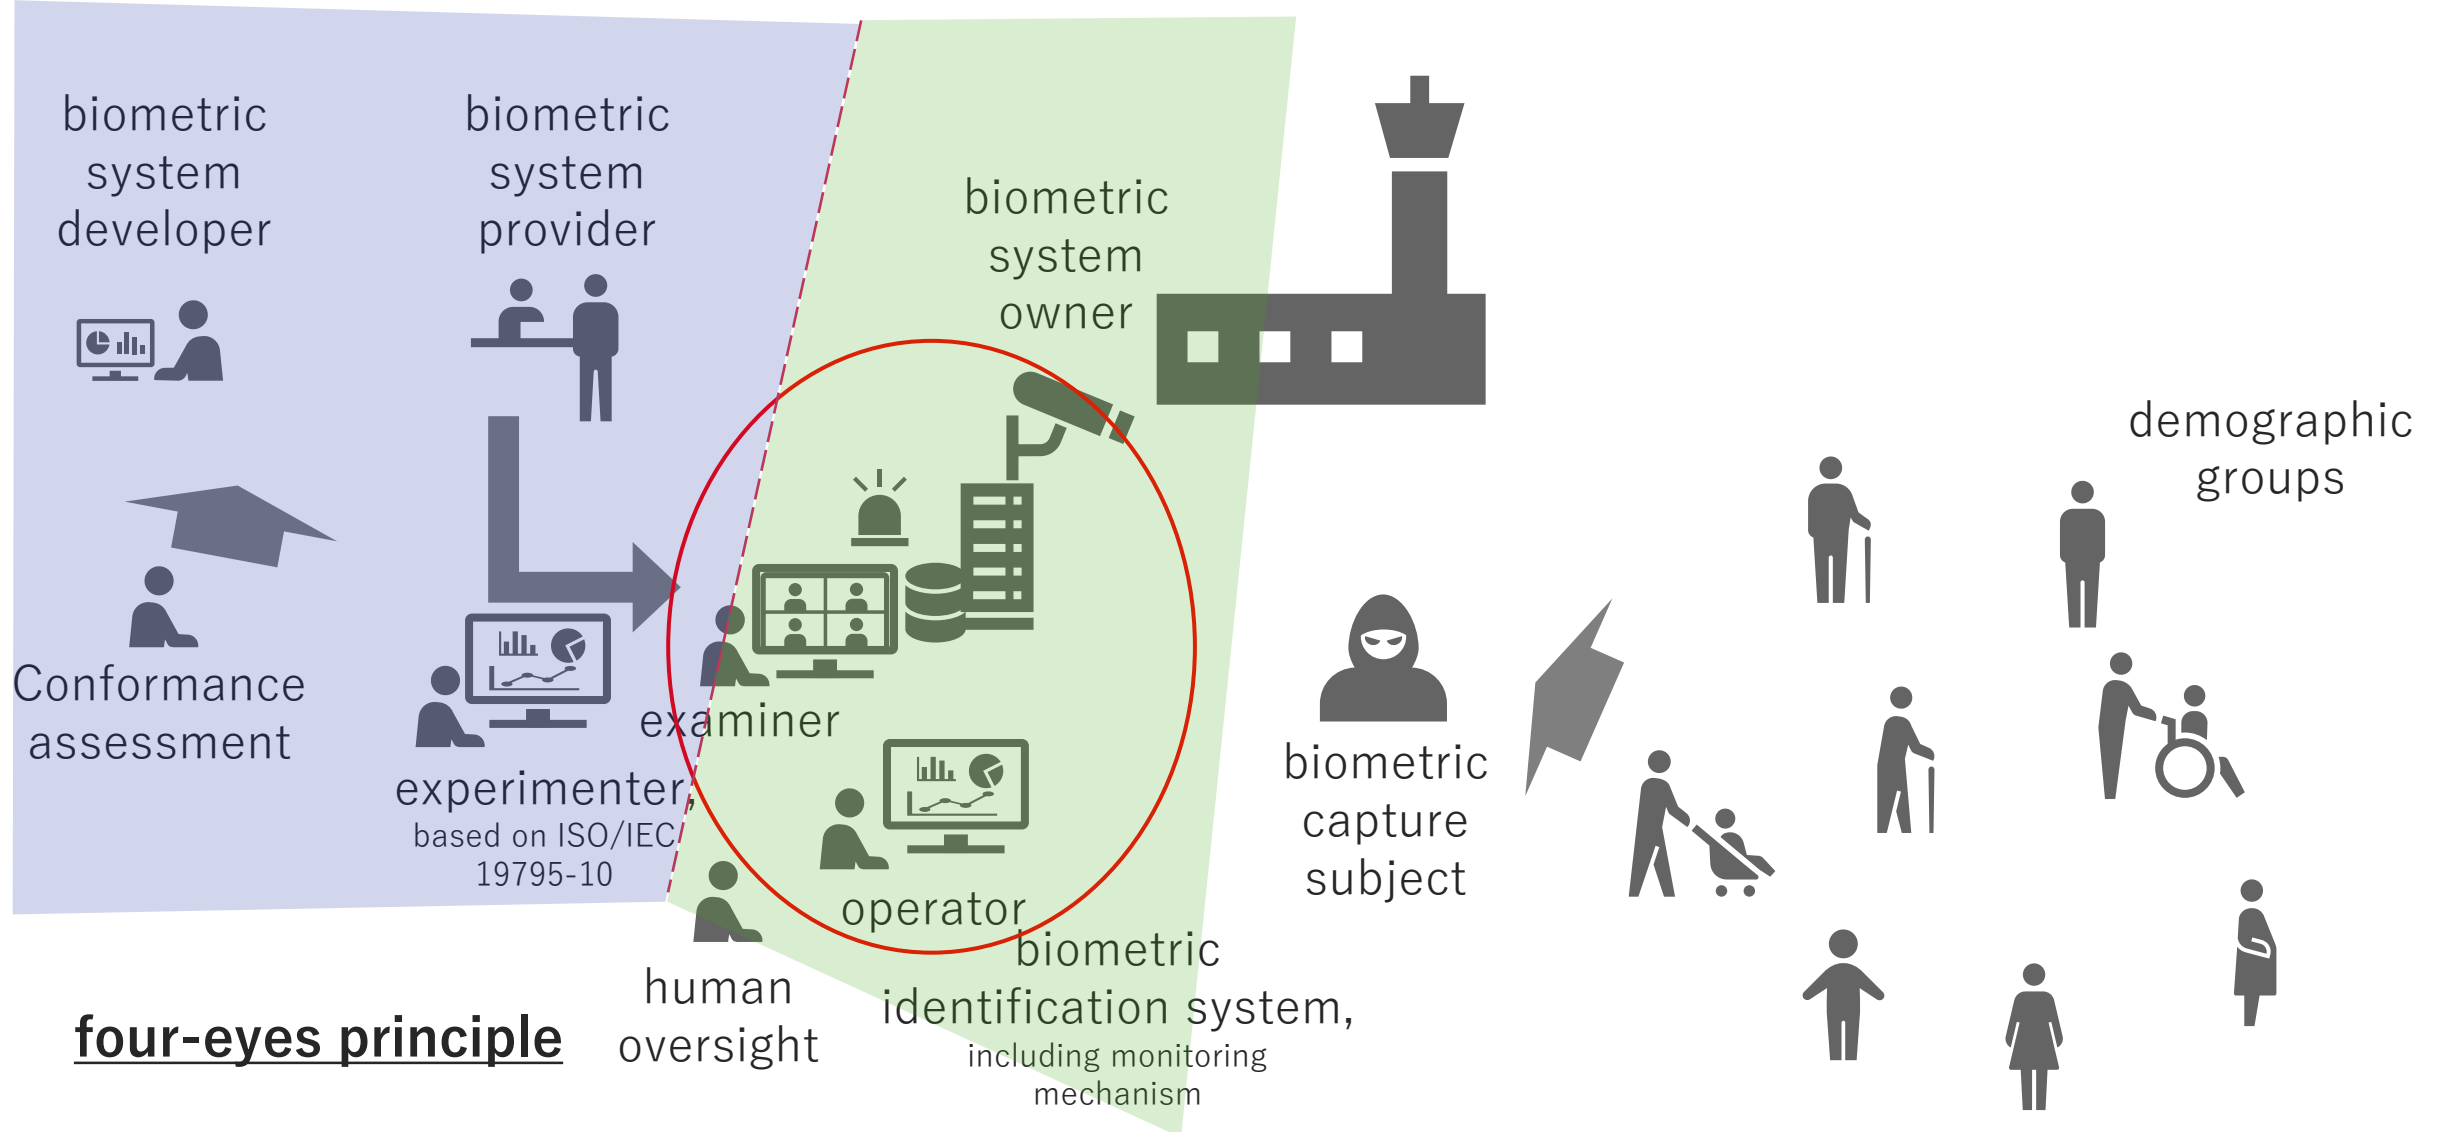 biometric
system
developer
biometric
system
provider
biometric
system
owner
demographic
groups
Conformance
assessment
experimenter,
based on ISO/IEC
19795-10
examiner
operator
biometric
capture
subject
human
oversight
biometric
identification system,
including monitoring
mechanism
four-eyes principle